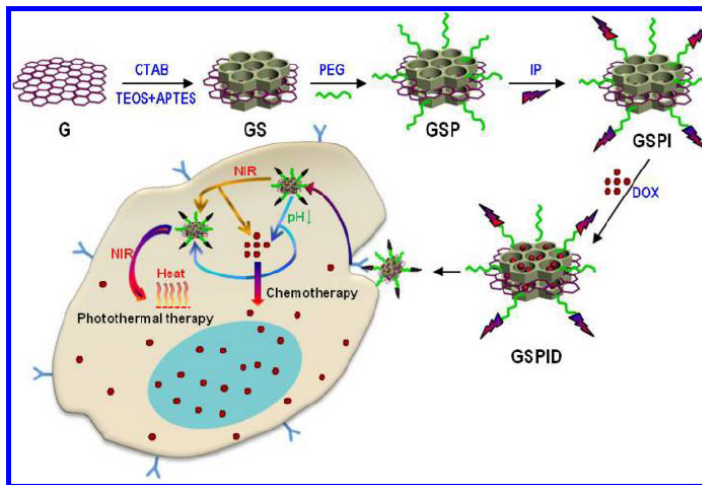 CTAB
TEOS+APTES
PEG
IP
G
GS
GSP
GSPI
DOX
NIR
pH↓
NIR
Heat
Chemotherapy
Photothermal therapy
GSPID